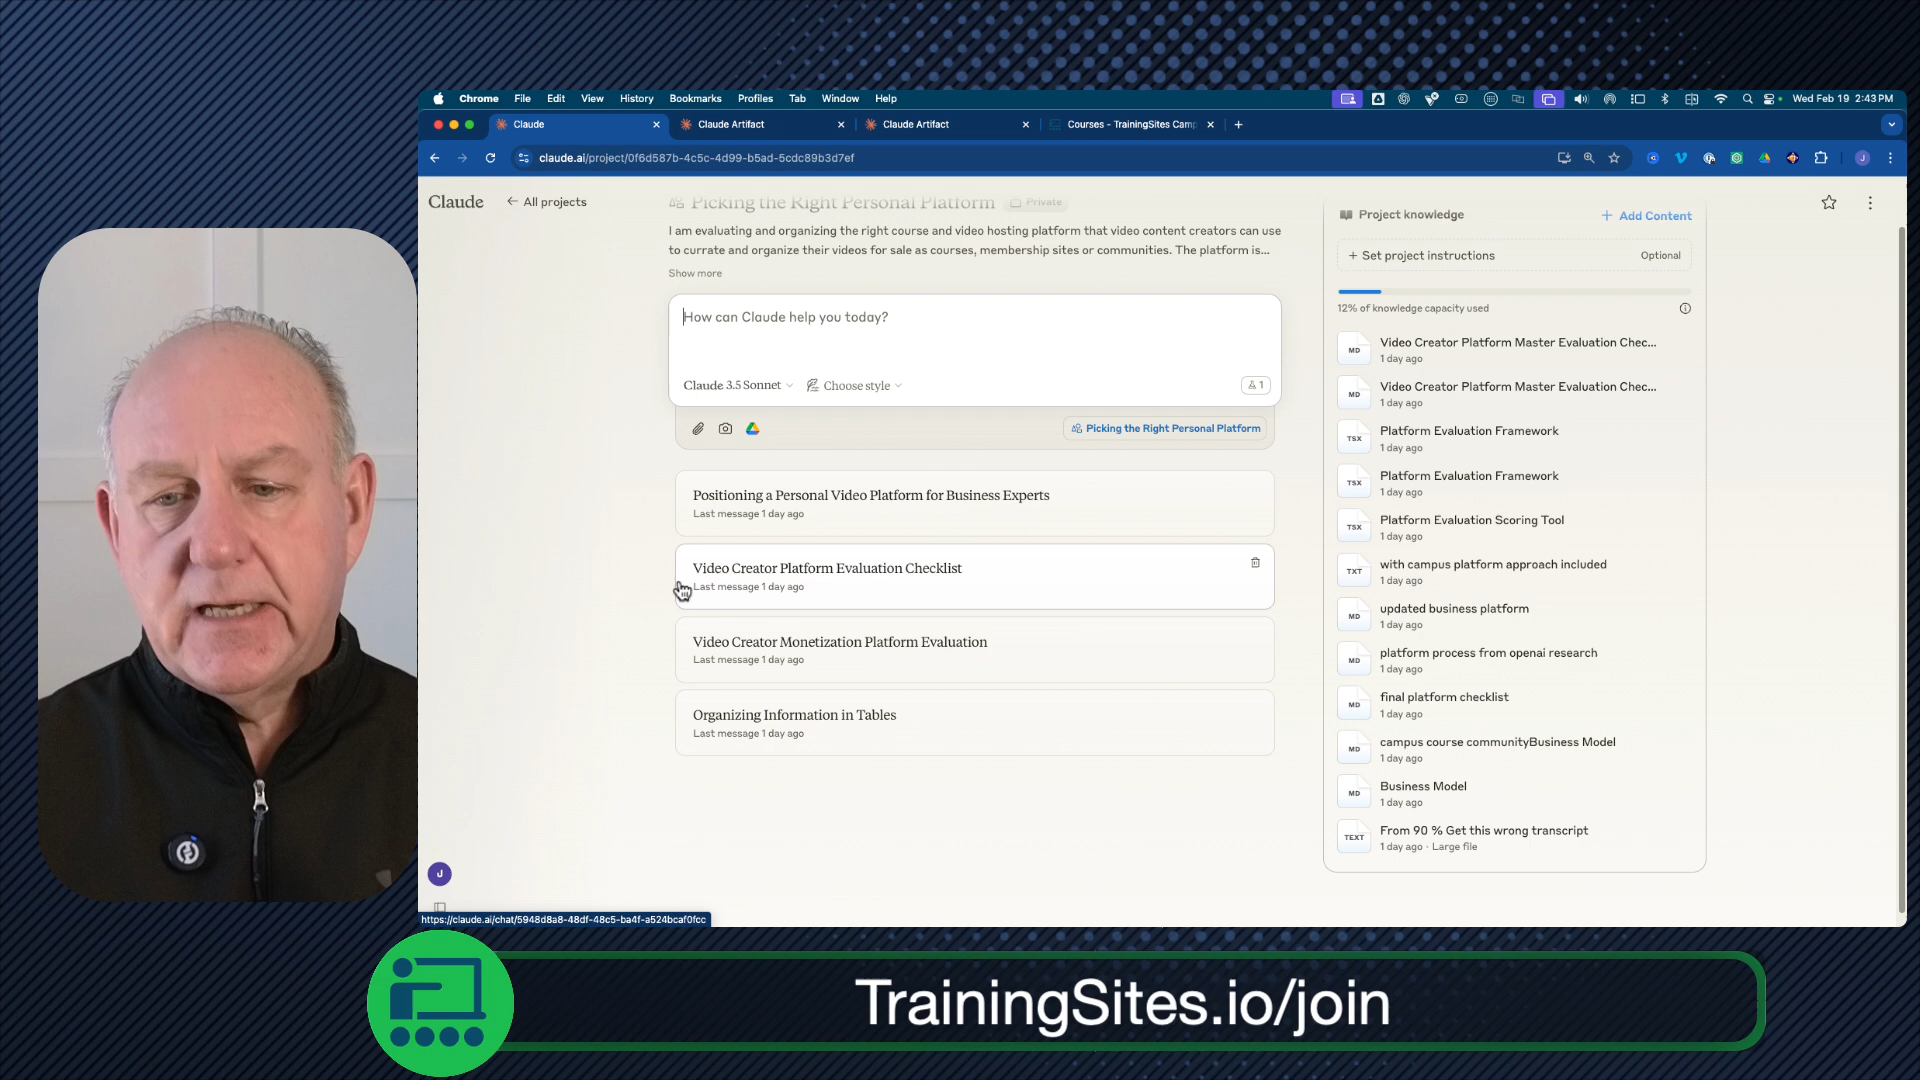 Chrome File Edit View History Bookmarks Profiles Tab Window Help
Wed Feb 19 2:43 PM
Claude
Claude Artifact
Claude Artifact
Courses - TrainingSites Camp
claude.ai/project/0f6d587b-4c5c-4d99-b5ad-5cdc89b3d7ef
J
Claude
All projects
Picking the Right Personal Platform
Private
I am evaluating and organizing the right course and video hosting platform that video content creators can use
to currate and organize their videos for sale as courses, membership sites or communities. The platform is...
Show more
How can Claude help you today?
Claude 3.5 Sonnet
Choose style
1
Picking the Right Personal Platform
Positioning a Personal Video Platform for Business Experts
Last message 1 day ago
Video Creator Platform Evaluation Checklist
Last message 1 day ago
Video Creator Monetization Platform Evaluation
Last message 1 day ago
Organizing Information in Tables
Last message 1 day ago
Project knowledge
+ Add Content
+ Set project instructions
Optional
12% of knowledge capacity used
MD
Video Creator Platform Master Evaluation Chec...
1 day ago
MD
Video Creator Platform Master Evaluation Chec...
1 day ago
TSX
Platform Evaluation Framework
1 day ago
TSX
Platform Evaluation Framework
1 day ago
TSX
Platform Evaluation Scoring Tool
1 day ago
TXT
with campus platform approach included
1 day ago
MD
updated business platform
1 day ago
MD
platform process from openai research
1 day ago
MD
final platform checklist
1 day ago
MD
campus course communityBusiness Model
1 day ago
MD
Business Model
1 day ago
TEXT
From 90 % Get this wrong transcript
1 day ago · Large file
J
https://claude.ai/chat/5948d8a8-48df-48c5-ba4f-a524bcaf0fcc
TrainingSites.io/join